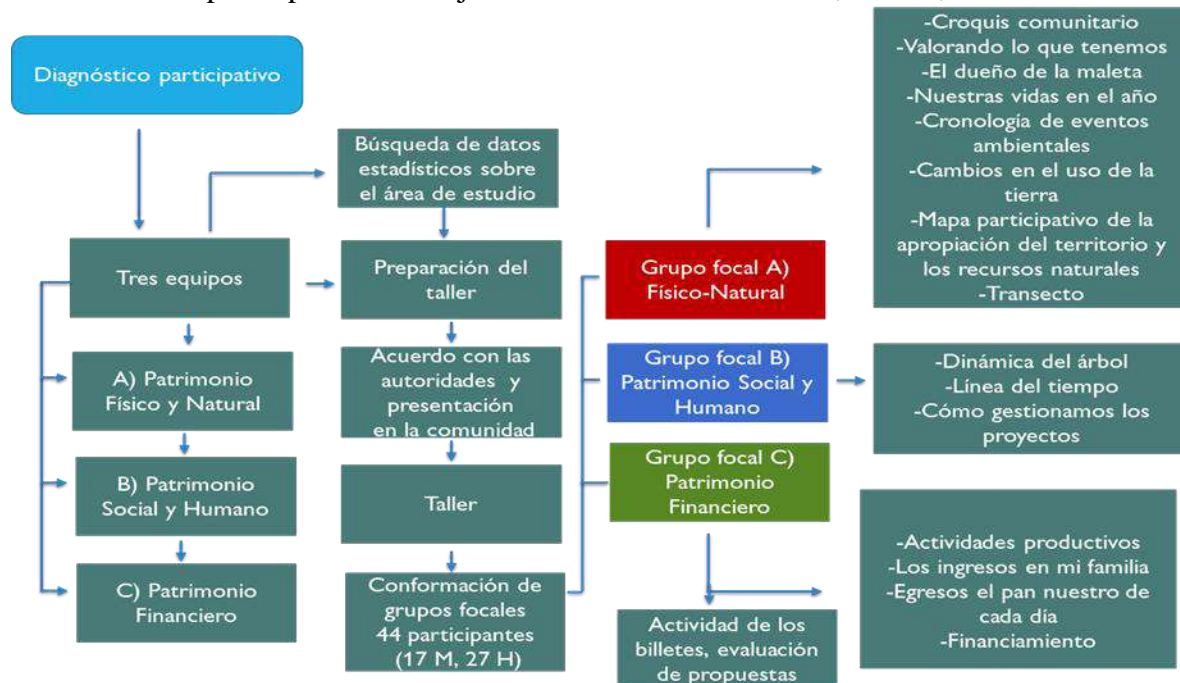 Diagnóstico participativo
Tres equipos
A) Patrimonio
Físico y Natural
B) Patrimonio
Social y Humano
C) Patrimonio
Financiero
Búsqueda de datos
estadísticos sobre
el área de estudio
Preparación del
taller
Acuerdo con las
autoridades y
presentación
en la comunidad
Taller
Conformación de
grupos focales
44 participantes
(17 M, 27 H)
Grupo focal A)
Físico-Natural
Grupo focal B)
Patrimonio Social y
Humano
Grupo focal C)
Patrimonio
Financiero
Actividad de los
billetes, evaluación
de propuestas
-Croquis comunitario
-Valorando lo que tenemos
-El dueño de la maleta
-Nuestras vidas en el año
-Cronología de eventos
ambientales
-Cambios en el uso de la
tierra
-Mapa participativo de la
apropiación del territorio y
los recursos naturales
-Transecto
-Dinámica del árbol
-Línea del tiempo
-Cómo gestionamos los
proyectos
-Actividades productivos
-Los ingresos en mi familia
-Egresos el pan nuestro de
cada día
-Financiamiento